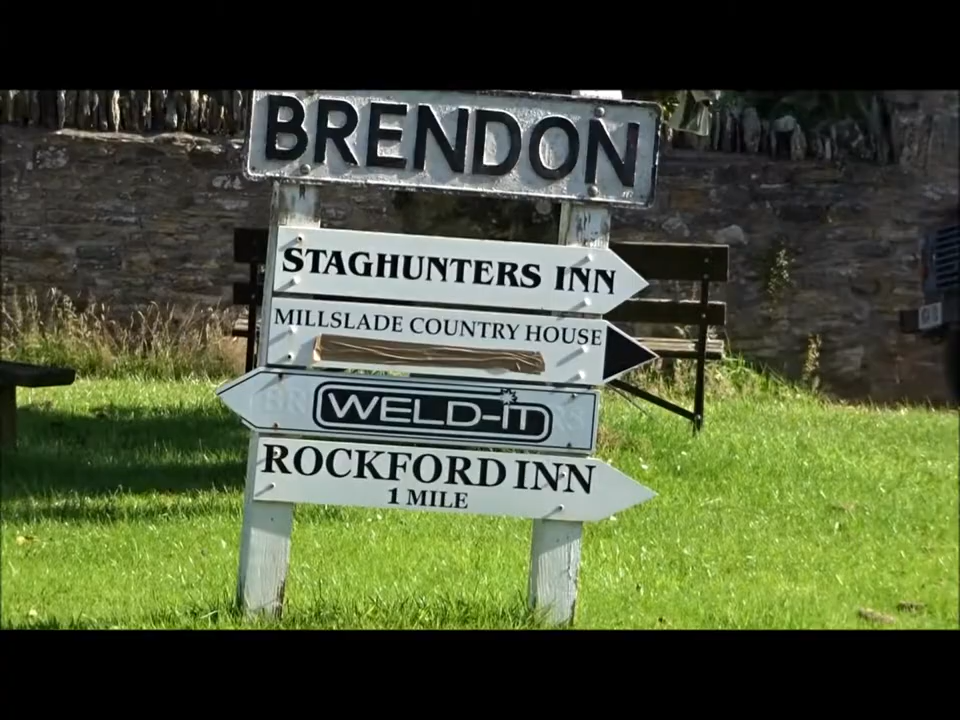 BRENDON
STAGHUNTERS INN
MILLSLADE COUNTRY HOUSE
WELD-IT
ROCKFORD INN
1 MILE